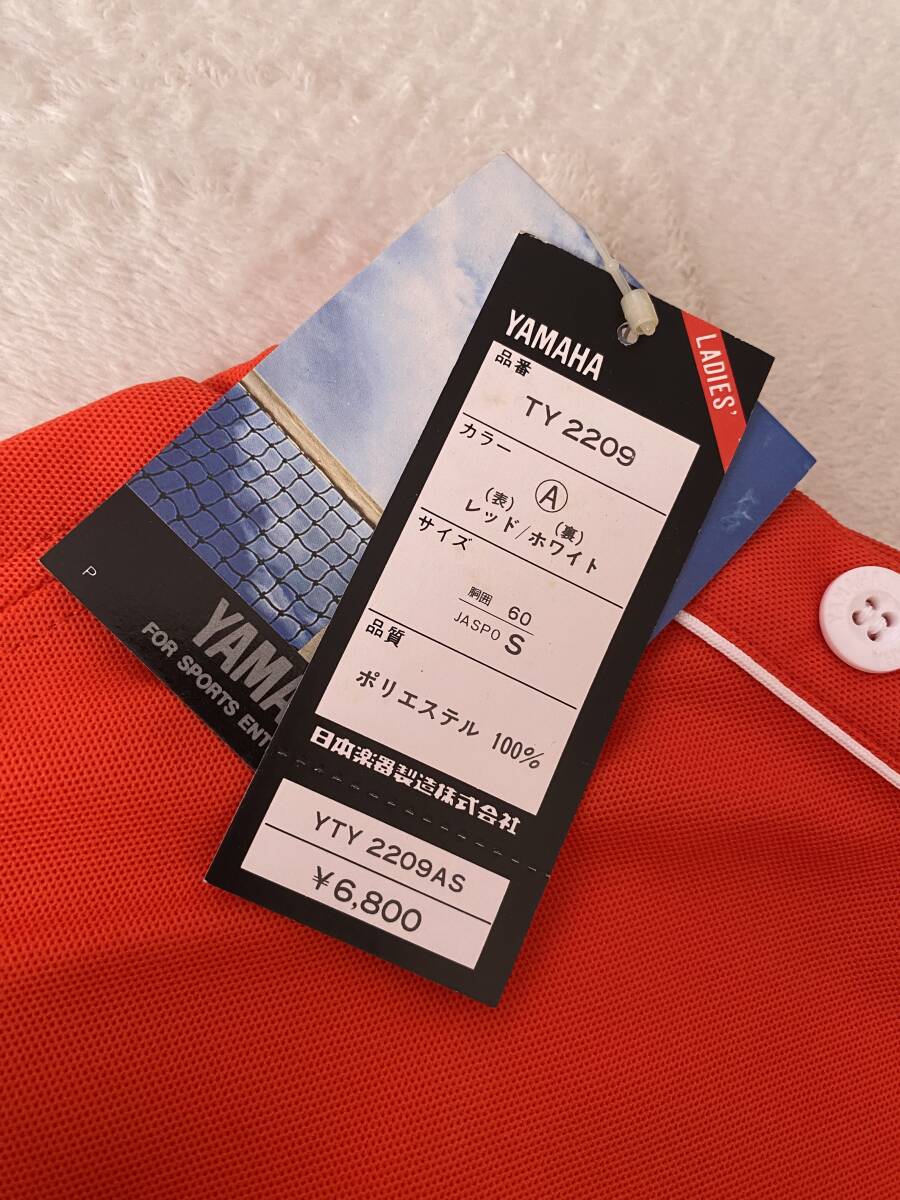 YAMAHA
LADIES'
品番
TY 2209
カラー
Ⓐ
(表) (裏)
レッド/ホワイト
サイズ
胴囲 60
JASPO S
品質
ポリエステル 100%
日本楽器製造株式会社
YTY 2209AS
¥6,800
P
FOR SPORTS